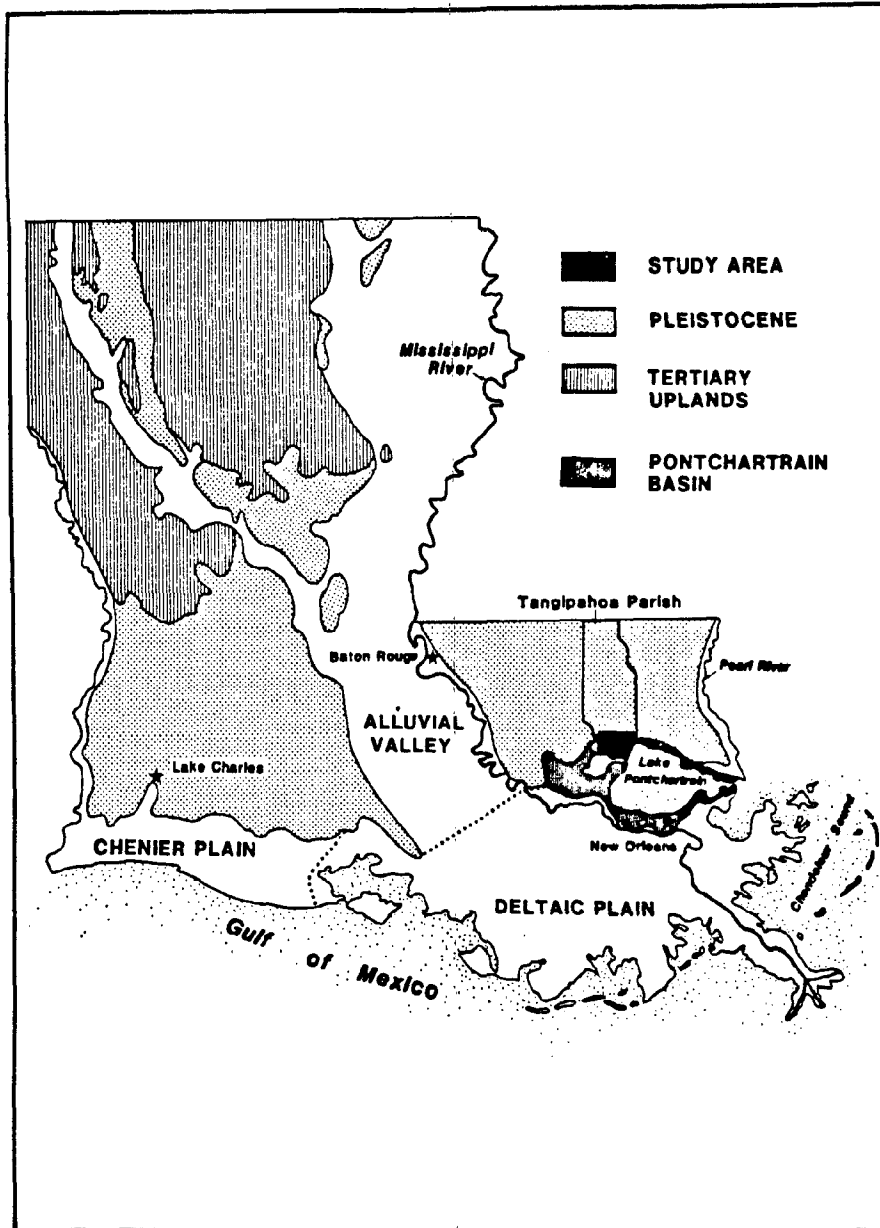 STUDY AREA
PLEISTOCENE
TERTIARY
UPLANDS
PONTCHARTRAIN
BASIN
Mississippi
River
Tangipahoa Parish
Baton Rouge
Pearl River
ALLUVIAL
VALLEY
Lake
Pontchartrain
Lake Charles
CHENIER PLAIN
New Orleans
Chandeleur Sound
DELTAIC PLAIN
Gulf of Mexico